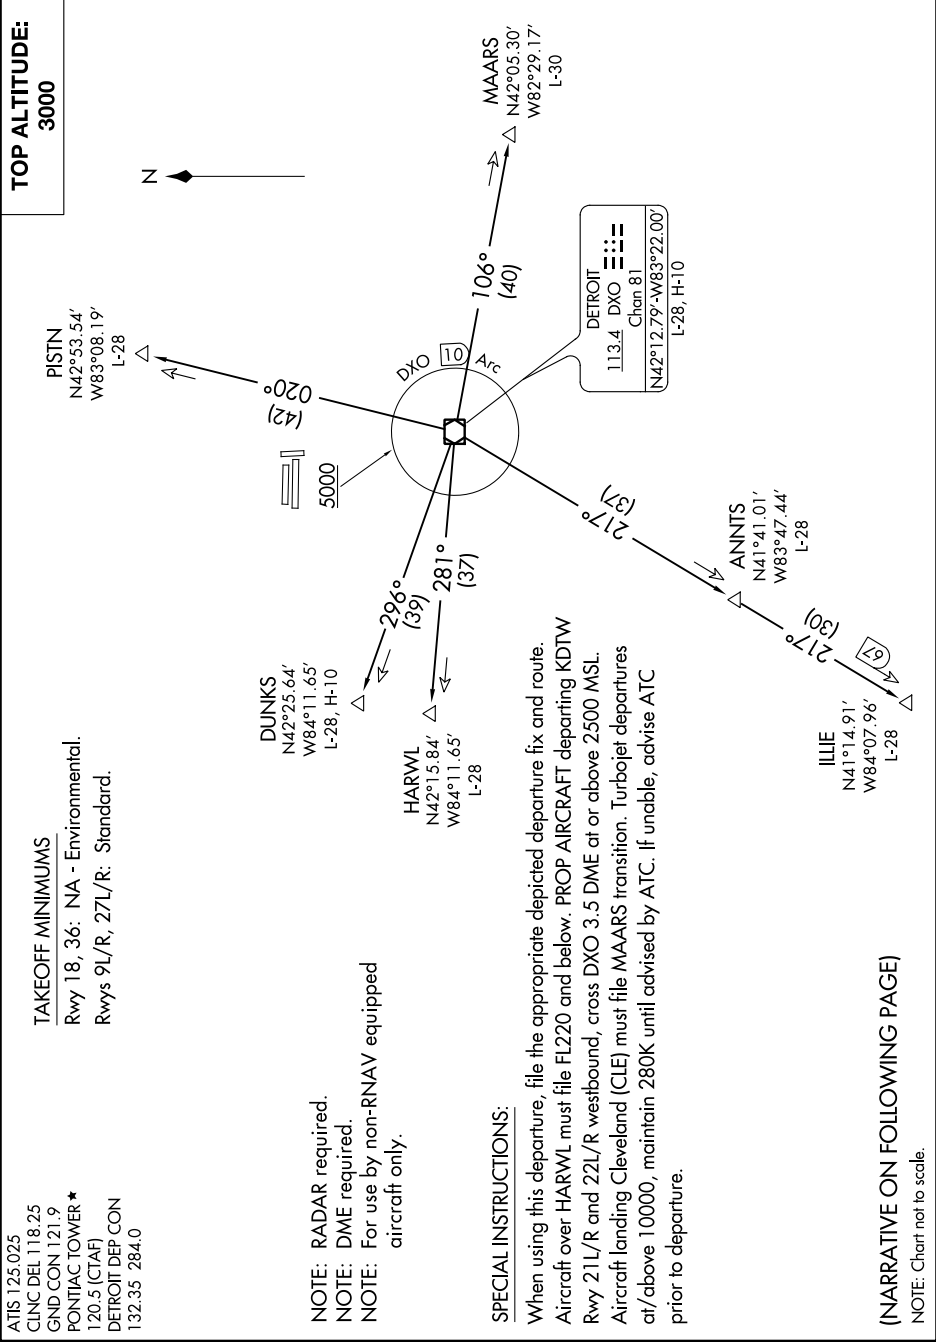 ATIS 125.025
CLNC DEL 118.25
GND CON 121.9
PONTIAC TOWER ★
120.5 (CTAF)
DETROIT DEP CON
132.35 284.0
TAKEOFF MINIMUMS
Rwy 18, 36: NA - Environmental.
Rwys 9L/R, 27L/R: Standard.
TOP ALTITUDE:
3000
N
NOTE: RADAR required.
NOTE: DME required.
NOTE: For use by non-RNAV equipped
aircraft only.
PISTN
N42°53.54′
W83°08.19′
L-28
020°
(42)
5000
DXO 10 Arc
DUNKS
N42°25.64′
W84°11.65′
L-28, H-10
296°
(39)
HARWL
N42°15.84′
W84°11.65′
L-28
281°
(37)
MAARS
N42°05.30′
W82°29.17′
L-30
106°
(40)
DETROIT
113.4 DXO
Chan 81
N42°12.79′-W83°22.00′
L-28, H-10
217°
(37)
ANNTS
N41°41.01′
W83°47.44′
L-28
217°
(30)
67
ILLIE
N41°14.91′
W84°07.96′
L-28
SPECIAL INSTRUCTIONS:
When using this departure, file the appropriate depicted departure fix and route.
Aircraft over HARWL must file FL220 and below. PROP AIRCRAFT departing KDTW
Rwy 21L/R and 22L/R westbound, cross DXO 3.5 DME at or above 2500 MSL.
Aircraft landing Cleveland (CLE) must file MAARS transition. Turbojet departures
at/above 10000, maintain 280K until advised by ATC. If unable, advise ATC
prior to departure.
(NARRATIVE ON FOLLOWING PAGE)
NOTE: Chart not to scale.